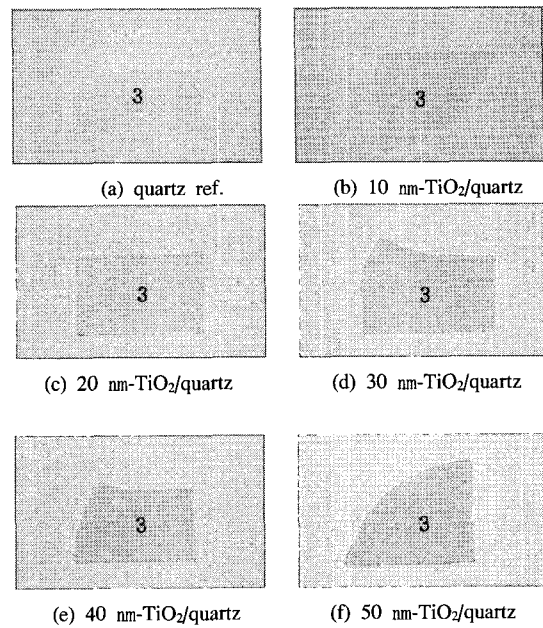 3
3
(a) quartz ref.
(b) 10 nm-TiO₂/quartz
3
3
(c) 20 nm-TiO₂/quartz
(d) 30 nm-TiO₂/quartz
3
3
(e) 40 nm-TiO₂/quartz
(f) 50 nm-TiO₂/quartz